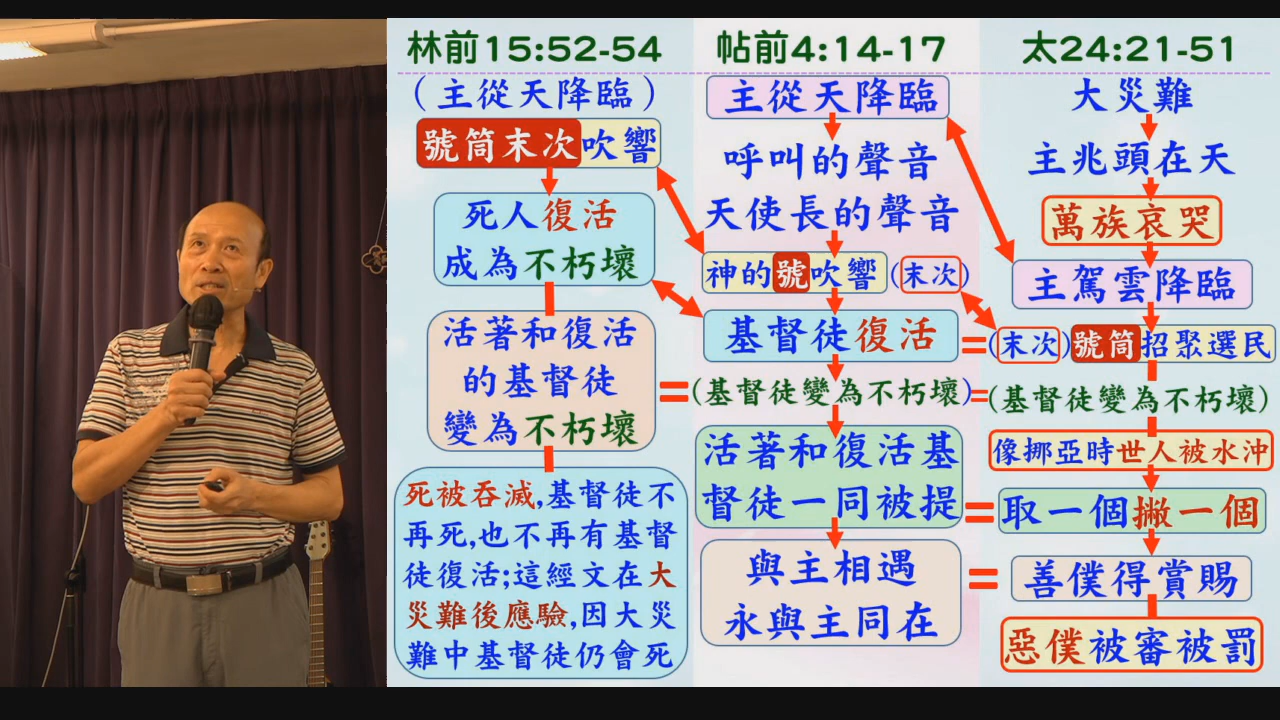 林前15:52-54
（主從天降臨）
號筒末次吹響
死人復活
成為不朽壞
活著和復活
的基督徒
變為不朽壞
死被吞滅,基督徒不
再死,也不再有基督
徒復活;這經文在大
災難後應驗,因大災
難中基督徒仍會死
帖前4:14-17
主從天降臨
呼叫的聲音
天使長的聲音
神的號吹響(末次)
基督徒復活
=(基督徒變為不朽壞)
活著和復活基
督徒一同被提
與主相遇
永與主同在
太24:21-51
大災難
主兆頭在天
萬族哀哭
主駕雲降臨
=(末次)號筒招聚選民
=(基督徒變為不朽壞)
像挪亞時世人被水沖
=取一個撇一個
=善僕得賞賜
惡僕被審被罰